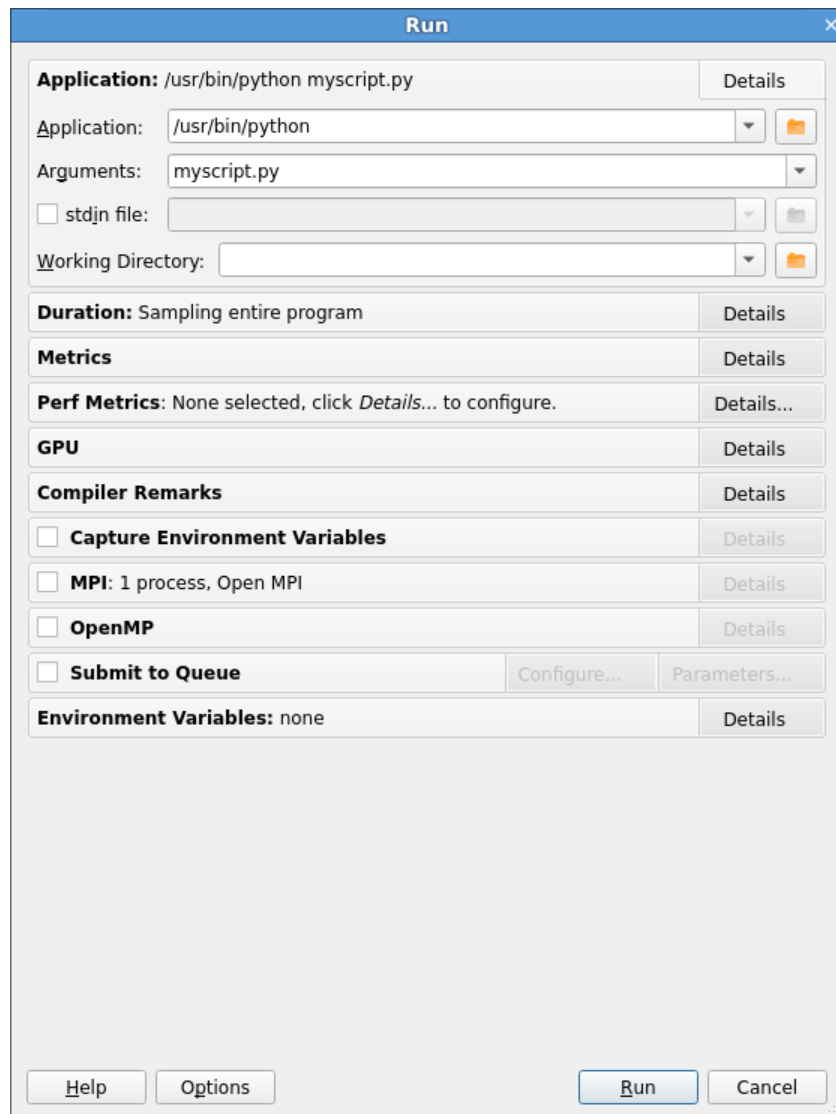 Run
Application: /usr/bin/python myscript.py Details
Application: /usr/bin/python
Arguments: myscript.py
stdin file:
Working Directory:
Duration: Sampling entire program Details
Metrics Details
Perf Metrics: None selected, click Details... to configure. Details...
GPU Details
Compiler Remarks Details
Capture Environment Variables Details
MPI: 1 process, Open MPI Details
OpenMP Details
Submit to Queue Configure... Parameters...
Environment Variables: none Details
Help Options Run Cancel